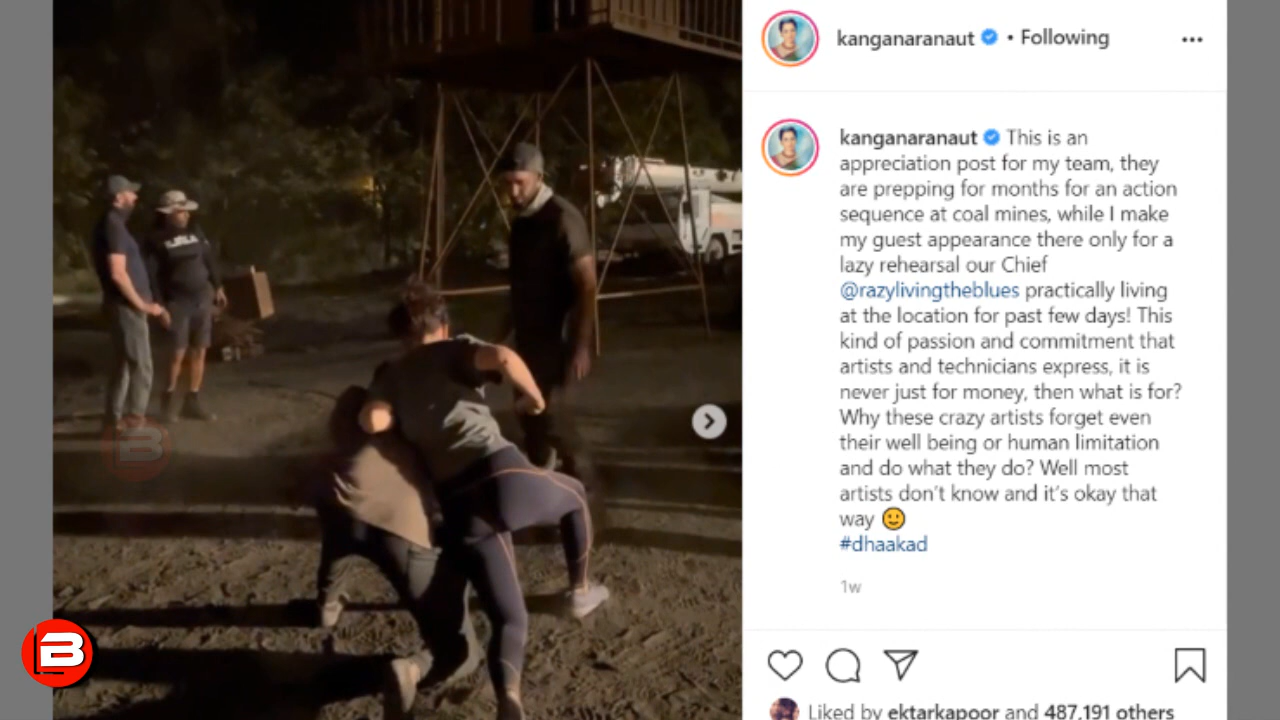 kanganaranaut • Following
kanganaranaut This is an
appreciation post for my team, they
are prepping for months for an action
sequence at coal mines, while I make
my guest appearance there only for a
lazy rehearsal our Chief
@razylivingtheblues practically living
at the location for past few days! This
kind of passion and commitment that
artists and technicians express, it is
never just for money, then what is for?
Why these crazy artists forget even
their well being or human limitation
and do what they do? Well most
artists don't know and it's okay that
way 🙂
#dhaakad
1w
Liked by ektarkapoor and 487,191 others
B
B